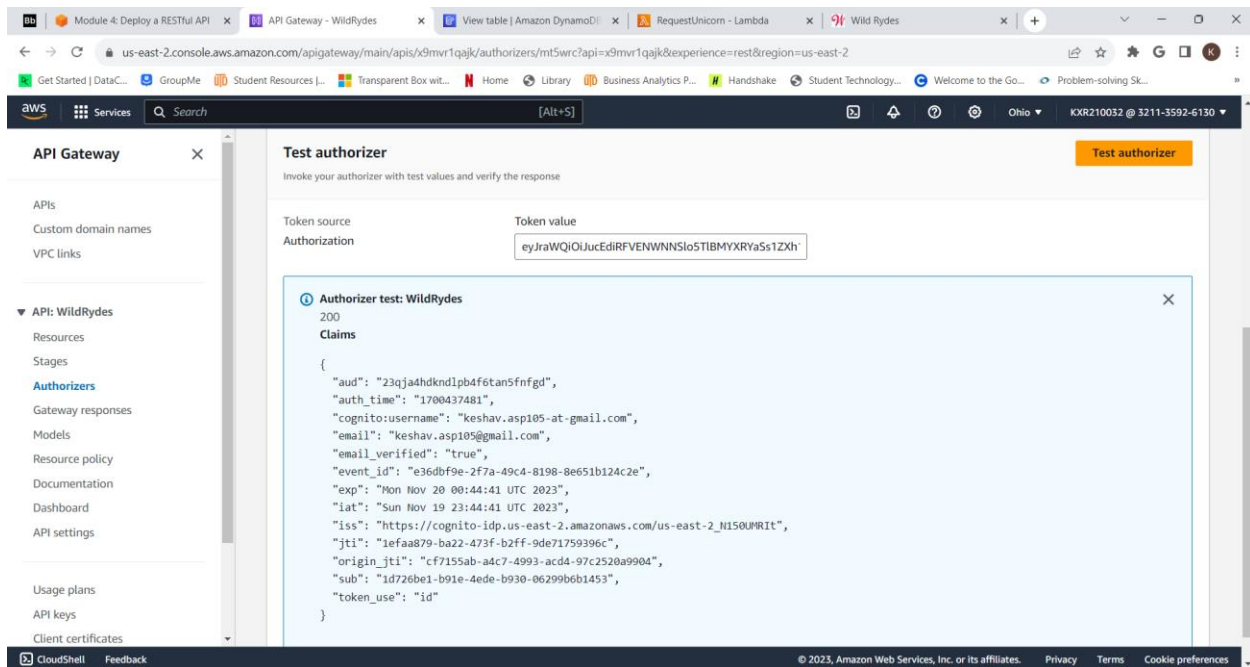 Bb
Module 4: Deploy a RESTful API
API Gateway - WildRydes
View table | Amazon DynamoDB
RequestUnicorn - Lambda
Wild Rydes
us-east-2.console.aws.amazon.com/apigateway/main/apis/x9mvr1qajk/authorizers/mt5wrc?api=x9mvr1qajk&experience=rest&region=us-east-2
K
Get Started | DataC...
GroupMe
Student Resources |...
Transparent Box wit...
Home
Library
Business Analytics P...
Handshake
Student Technology...
Welcome to the Go...
Problem-solving Sk...
aws
Services
Search
[Alt+S]
Ohio
KXR210032 @ 3211-3592-6130
API Gateway
APIs
Custom domain names
VPC links
API: WildRydes
Resources
Stages
Authorizers
Gateway responses
Models
Resource policy
Documentation
Dashboard
API settings
Usage plans
API keys
Client certificates
Test authorizer
Test authorizer
Invoke your authorizer with test values and verify the response
Token source
Authorization
Token value
Authorizer test: WildRydes
200
Claims
{
"aud": "23qja4hdkndlpb4f6tan5fnfgd",
"auth_time": "1700437481",
"cognito:username": "keshav.asp105-at-gmail.com",
"email": "keshav.asp105@gmail.com",
"email_verified": "true",
"event_id": "e36dbf9e-2f7a-49c4-8198-8e651b124c2e",
"exp": "Mon Nov 20 00:44:41 UTC 2023",
"iat": "Sun Nov 19 23:44:41 UTC 2023",
"iss": "https://cognito-idp.us-east-2.amazonaws.com/us-east-2_N150UMRIt",
"jti": "1efaa879-ba22-473f-b2ff-9de71759396c",
"origin_jti": "cf7155ab-a4c7-4993-acd4-97c2520a9904",
"sub": "1d726be1-b91e-4ede-b930-06299b6b1453",
"token_use": "id"
}
CloudShell
Feedback
© 2023, Amazon Web Services, Inc. or its affiliates.
Privacy
Terms
Cookie preferences